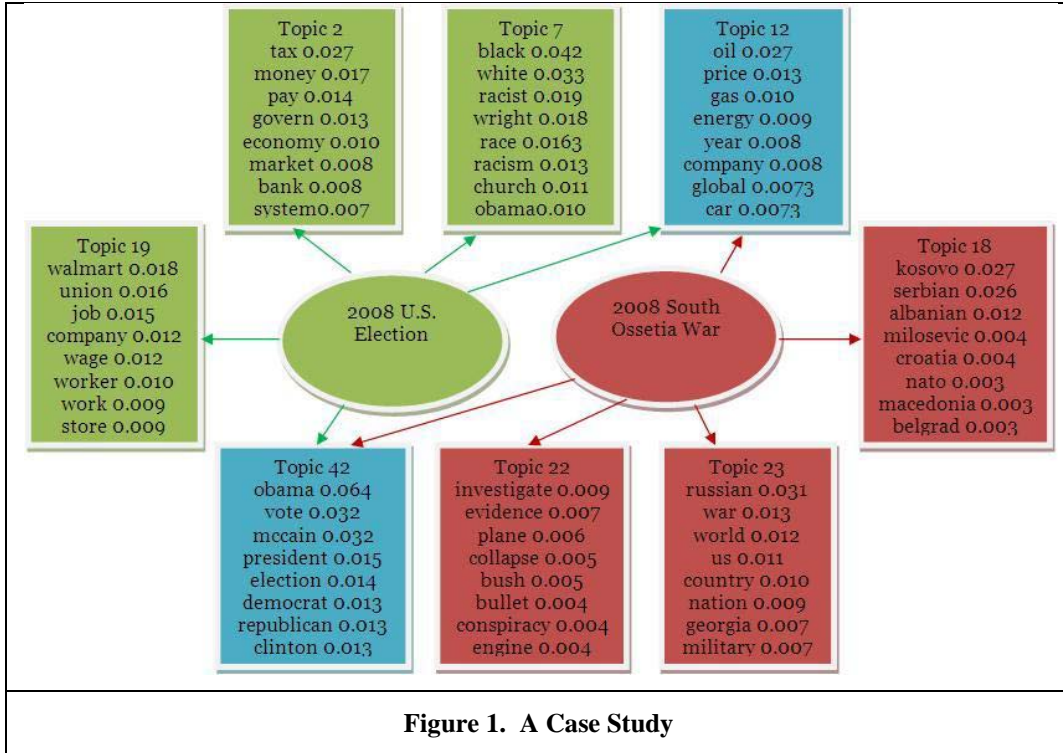 Topic 2
tax 0.027
money 0.017
pay 0.014
govern 0.013
economy 0.010
market 0.008
bank 0.008
system0.007
Topic 7
black 0.042
white 0.033
racist 0.019
wright 0.018
race 0.0163
racism 0.013
church 0.011
obama0.010
Topic 12
oil 0.027
price 0.013
gas 0.010
energy 0.009
year 0.008
company 0.008
global 0.0073
car 0.0073
Topic 19
walmart 0.018
union 0.016
job 0.015
company 0.012
wage 0.012
worker 0.010
work 0.009
store 0.009
2008 U.S.
Election
2008 South
Ossetia War
Topic 18
kosovo 0.027
serbian 0.026
albanian 0.012
milosevic 0.004
croatia 0.004
nato 0.003
macedonia 0.003
belgrad 0.003
Topic 42
obama 0.064
vote 0.032
mccain 0.032
president 0.015
election 0.014
democrat 0.013
republican 0.013
clinton 0.013
Topic 22
investigate 0.009
evidence 0.007
plane 0.006
collapse 0.005
bush 0.005
bullet 0.004
conspiracy 0.004
engine 0.004
Topic 23
russian 0.031
war 0.013
world 0.012
us 0.011
country 0.010
nation 0.009
georgia 0.007
military 0.007
Figure 1. A Case Study